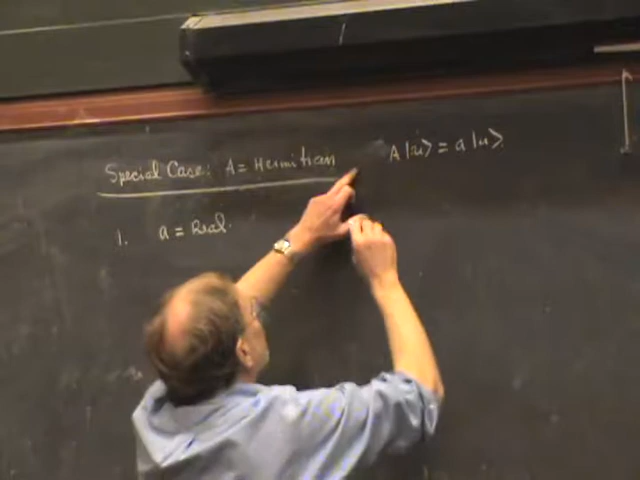 Special Case: A = Hermitian A |u> = a |u>
1. a = Real.